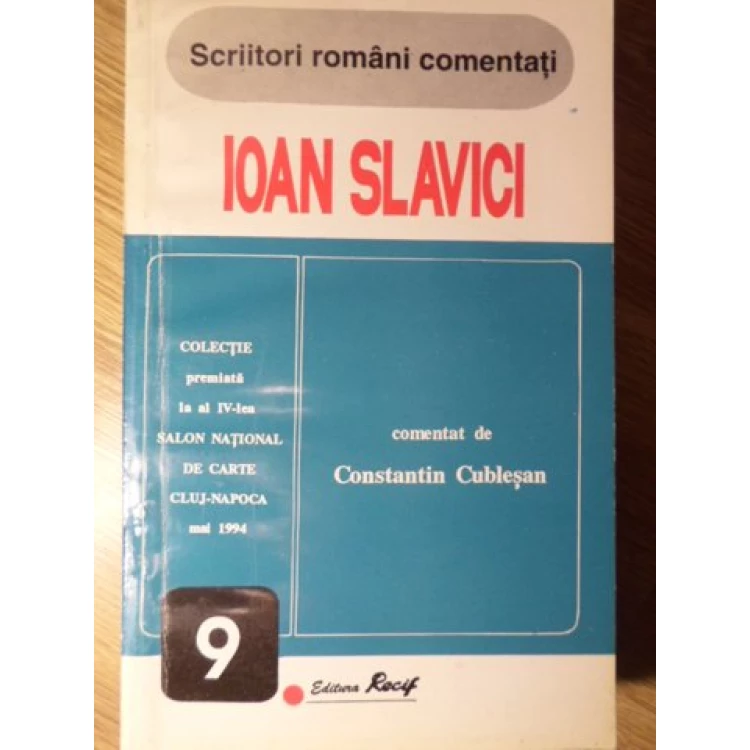 Scriitori români comentați
IOAN SLAVICI
COLECȚIE
premiată
la al IV-lea
SALON NAȚIONAL
DE CARTE
CLUJ-NAPOCA
mai 1994
comentat de
Constantin Cubleșan
9
Editura Recif